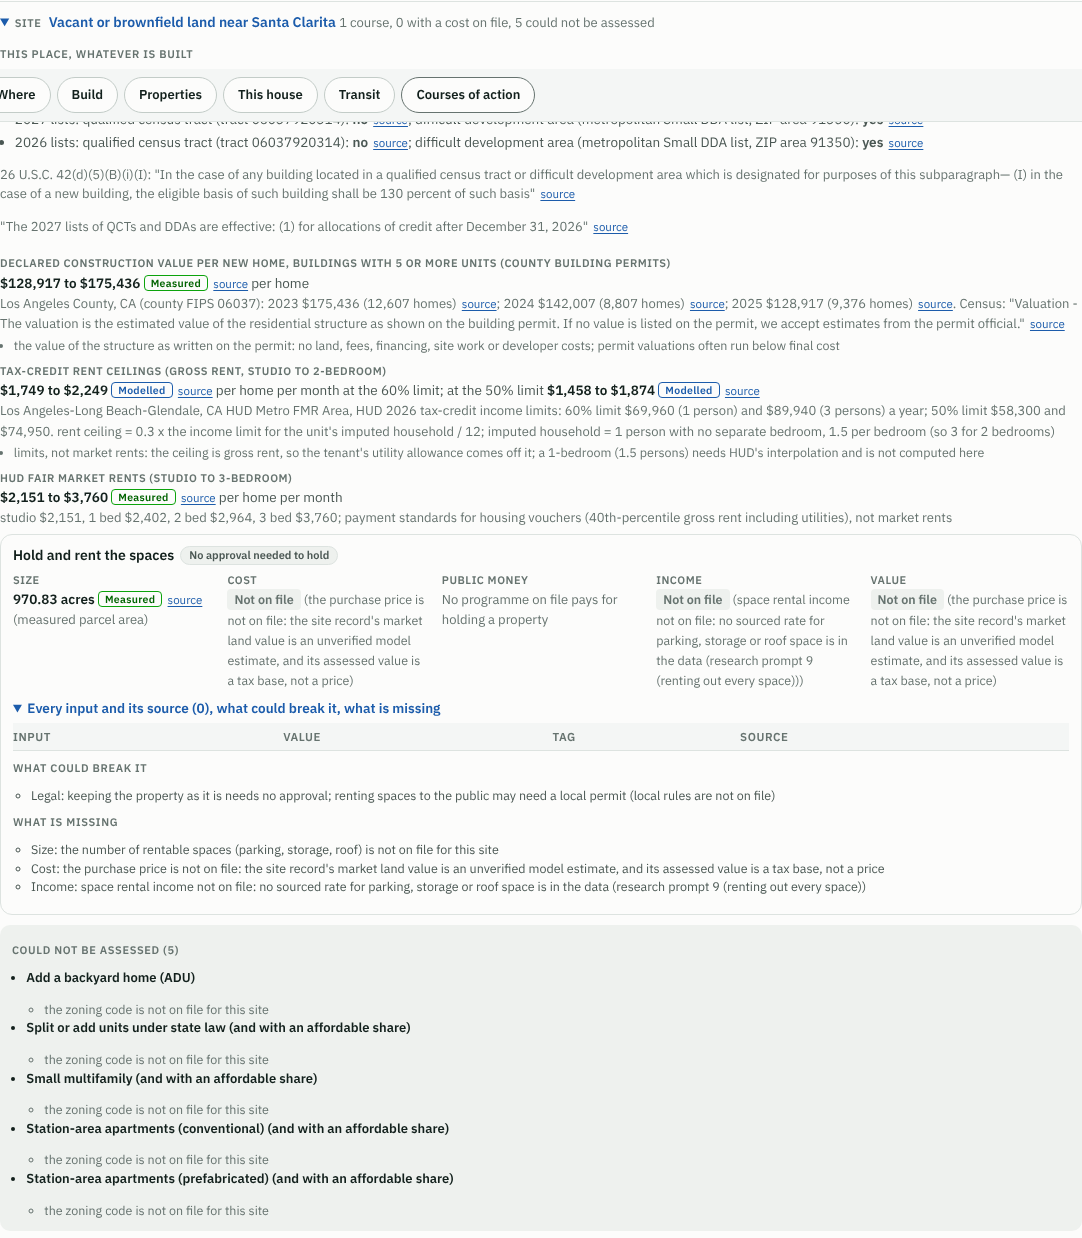 ▼ SITE Vacant or brownfield land near Santa Clarita 1 course, 0 with a cost on file, 5 could not be assessed
THIS PLACE, WHATEVER IS BUILT
Where Build Properties This house Transit Courses of action
2027 lists: qualified census tract (tract 06037920314): no source; difficult development area (metropolitan Small DDA list, ZIP area 91350): yes source
• 2026 lists: qualified census tract (tract 06037920314): no source; difficult development area (metropolitan Small DDA list, ZIP area 91350): yes source
26 U.S.C. 42(d)(5)(B)(i)(I): "In the case of any building located in a qualified census tract or difficult development area which is designated for purposes of this subparagraph— (I) in the
case of a new building, the eligible basis of such building shall be 130 percent of such basis" source
"The 2027 lists of QCTs and DDAs are effective: (1) for allocations of credit after December 31, 2026" source
DECLARED CONSTRUCTION VALUE PER NEW HOME, BUILDINGS WITH 5 OR MORE UNITS (COUNTY BUILDING PERMITS)
$128,917 to $175,436 Measured source per home
Los Angeles County, CA (county FIPS 06037): 2023 $175,436 (12,607 homes) source; 2024 $142,007 (8,807 homes) source; 2025 $128,917 (9,376 homes) source. Census: "Valuation -
The valuation is the estimated value of the residential structure as shown on the building permit. If no value is listed on the permit, we accept estimates from the permit official." source
• the value of the structure as written on the permit: no land, fees, financing, site work or developer costs; permit valuations often run below final cost
TAX-CREDIT RENT CEILINGS (GROSS RENT, STUDIO TO 2-BEDROOM)
$1,749 to $2,249 Modelled source per home per month at the 60% limit; at the 50% limit $1,458 to $1,874 Modelled source
Los Angeles-Long Beach-Glendale, CA HUD Metro FMR Area, HUD 2026 tax-credit income limits: 60% limit $69,960 (1 person) and $89,940 (3 persons) a year; 50% limit $58,300 and
$74,950. rent ceiling = 0.3 x the income limit for the unit's imputed household / 12; imputed household = 1 person with no separate bedroom, 1.5 per bedroom (so 3 for 2 bedrooms)
• limits, not market rents: the ceiling is gross rent, so the tenant's utility allowance comes off it; a 1-bedroom (1.5 persons) needs HUD's interpolation and is not computed here
HUD FAIR MARKET RENTS (STUDIO TO 3-BEDROOM)
$2,151 to $3,760 Measured source per home per month
studio $2,151, 1 bed $2,402, 2 bed $2,964, 3 bed $3,760; payment standards for housing vouchers (40th-percentile gross rent including utilities), not market rents
Hold and rent the spaces No approval needed to hold
SIZE
970.83 acres Measured source
(measured parcel area)
COST
Not on file (the purchase price is
not on file: the site record's market
land value is an unverified model
estimate, and its assessed value is
a tax base, not a price)
PUBLIC MONEY
No programme on file pays for
holding a property
INCOME
Not on file (space rental income
not on file: no sourced rate for
parking, storage or roof space is in
the data (research prompt 9
(renting out every space)))
VALUE
Not on file (the purchase price is
not on file: the site record's market
land value is an unverified model
estimate, and its assessed value is
a tax base, not a price)
▼ Every input and its source (0), what could break it, what is missing
INPUT VALUE TAG SOURCE
WHAT COULD BREAK IT
◦ Legal: keeping the property as it is needs no approval; renting spaces to the public may need a local permit (local rules are not on file)
WHAT IS MISSING
◦ Size: the number of rentable spaces (parking, storage, roof) is not on file for this site
◦ Cost: the purchase price is not on file: the site record's market land value is an unverified model estimate, and its assessed value is a tax base, not a price
◦ Income: space rental income not on file: no sourced rate for parking, storage or roof space is in the data (research prompt 9 (renting out every space))
COULD NOT BE ASSESSED (5)
• Add a backyard home (ADU)
◦ the zoning code is not on file for this site
• Split or add units under state law (and with an affordable share)
◦ the zoning code is not on file for this site
• Small multifamily (and with an affordable share)
◦ the zoning code is not on file for this site
• Station-area apartments (conventional) (and with an affordable share)
◦ the zoning code is not on file for this site
• Station-area apartments (prefabricated) (and with an affordable share)
◦ the zoning code is not on file for this site